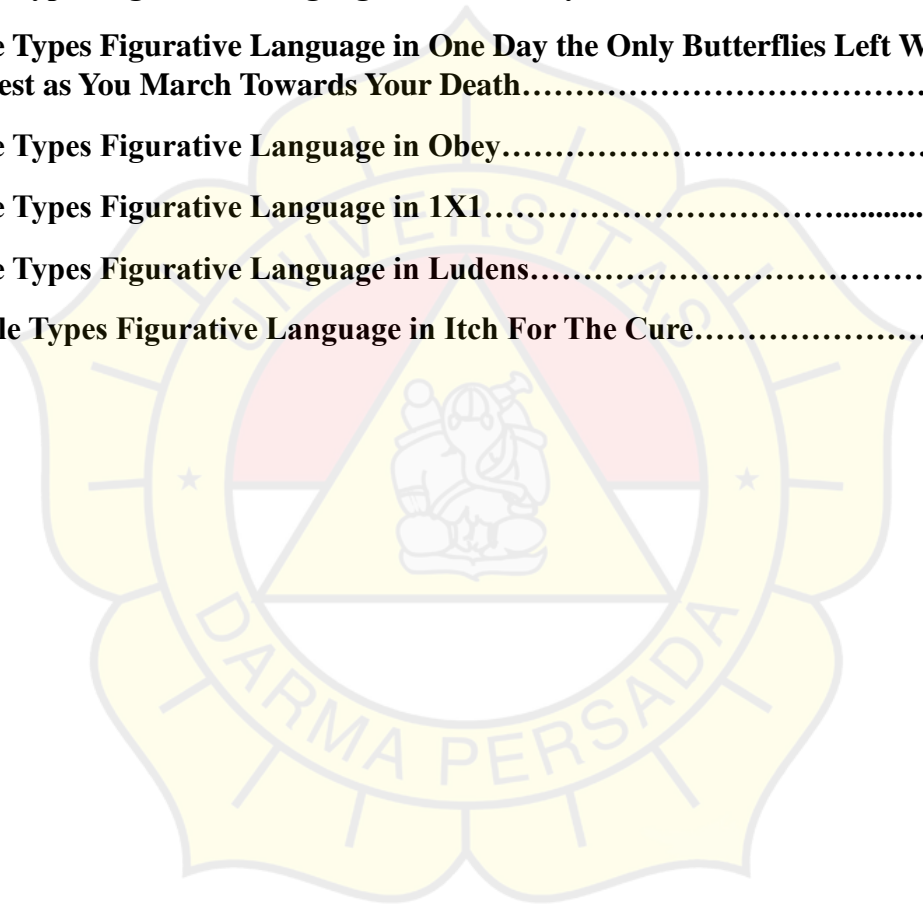 e Types Figurative Language in One Day the Only Butterflies Left W
est as You March Towards Your Death……………………………….
e Types Figurative Language in Obey…………………………………….
e Types Figurative Language in 1X1……………………………...........
e Types Figurative Language in Ludens………………………………….
le Types Figurative Language in Itch For The Cure………………….
UNIVERSITAS
DARMA PERSADA